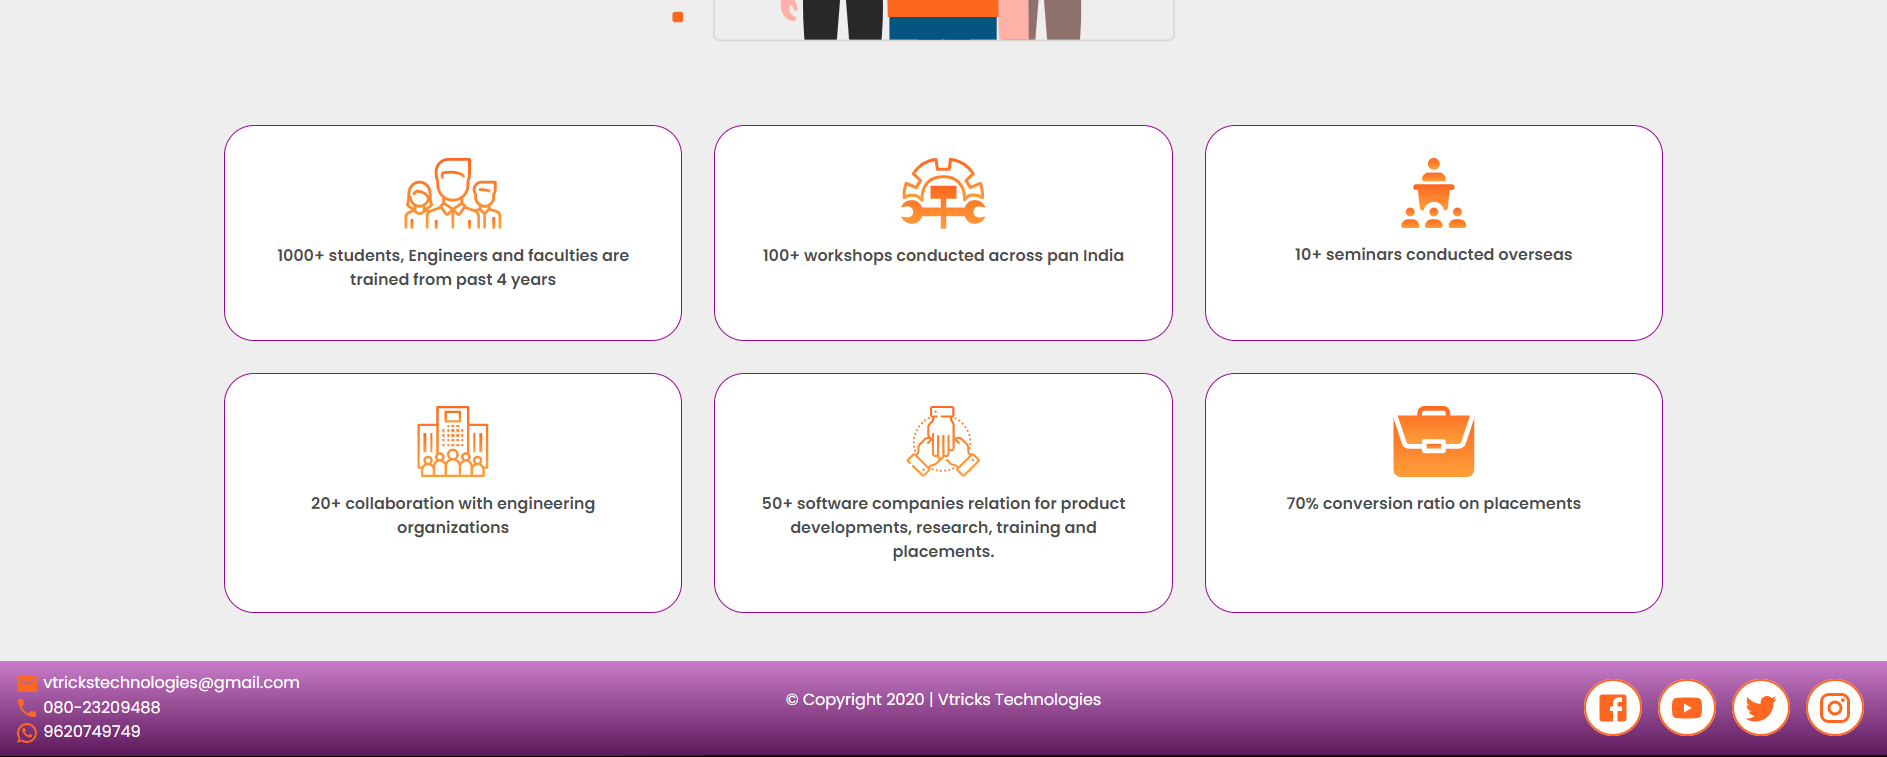 1000+ students, Engineers and faculties are
trained from past 4 years
100+ workshops conducted across pan India
10+ seminars conducted overseas
20+ collaboration with engineering
organizations
50+ software companies relation for product
developments, research, training and
placements.
70% conversion ratio on placements
vtrickstechnologies@gmail.com
080-23209488
9620749749
© Copyright 2020 | Vtricks Technologies